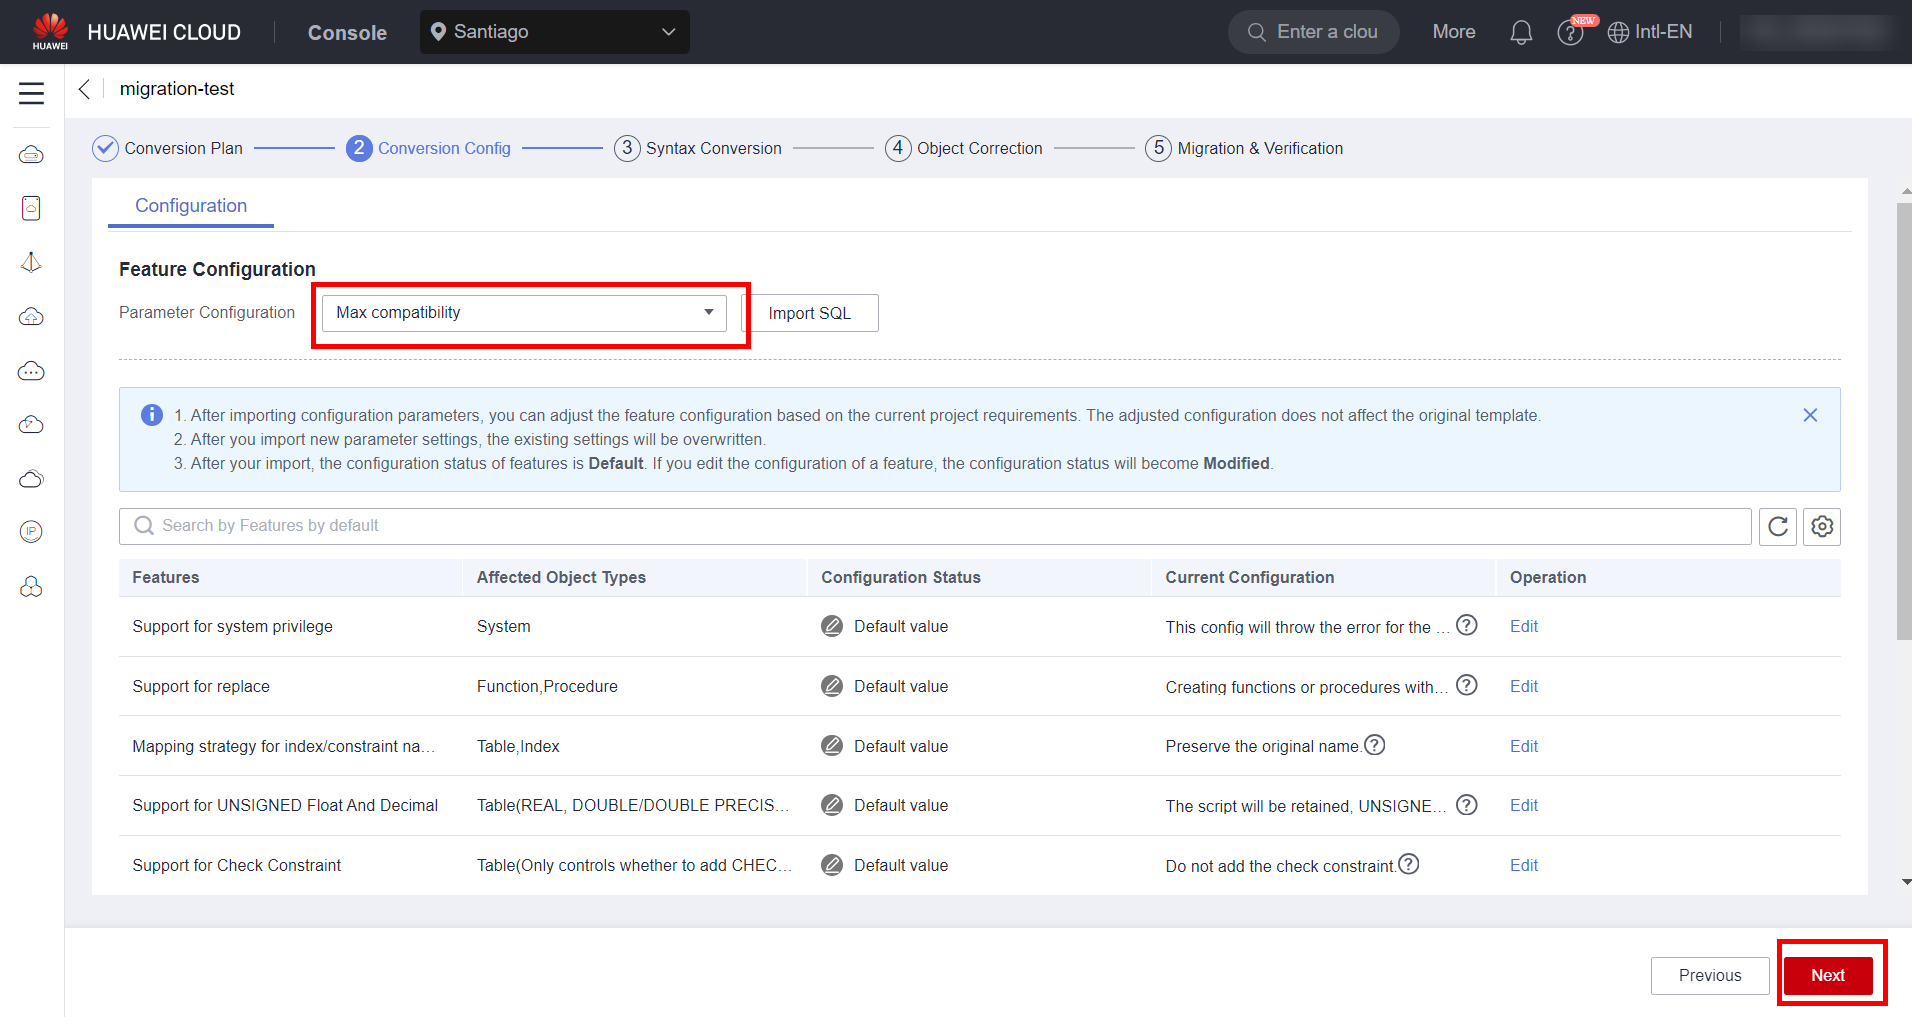 HUAWEI
HUAWEI CLOUD
Console
Santiago
Enter a clou
More
NEW
Intl-EN
migration-test
Conversion Plan
2 Conversion Config
3 Syntax Conversion
4 Object Correction
5 Migration & Verification
Configuration
Feature Configuration
Parameter Configuration
Max compatibility
Import SQL
1. After importing configuration parameters, you can adjust the feature configuration based on the current project requirements. The adjusted configuration does not affect the original template.
2. After you import new parameter settings, the existing settings will be overwritten.
3. After your import, the configuration status of features is Default. If you edit the configuration of a feature, the configuration status will become Modified.
Search by Features by default
IP
Features Affected Object Types Configuration Status Current Configuration Operation
Support for system privilege System Default value This config will throw the error for the ... Edit
Support for replace Function,Procedure Default value Creating functions or procedures with... Edit
Mapping strategy for index/constraint na... Table,Index Default value Preserve the original name. Edit
Support for UNSIGNED Float And Decimal Table(REAL, DOUBLE/DOUBLE PRECIS... Default value The script will be retained, UNSIGNE... Edit
Support for Check Constraint Table(Only controls whether to add CHEC... Default value Do not add the check constraint. Edit
Previous
Next